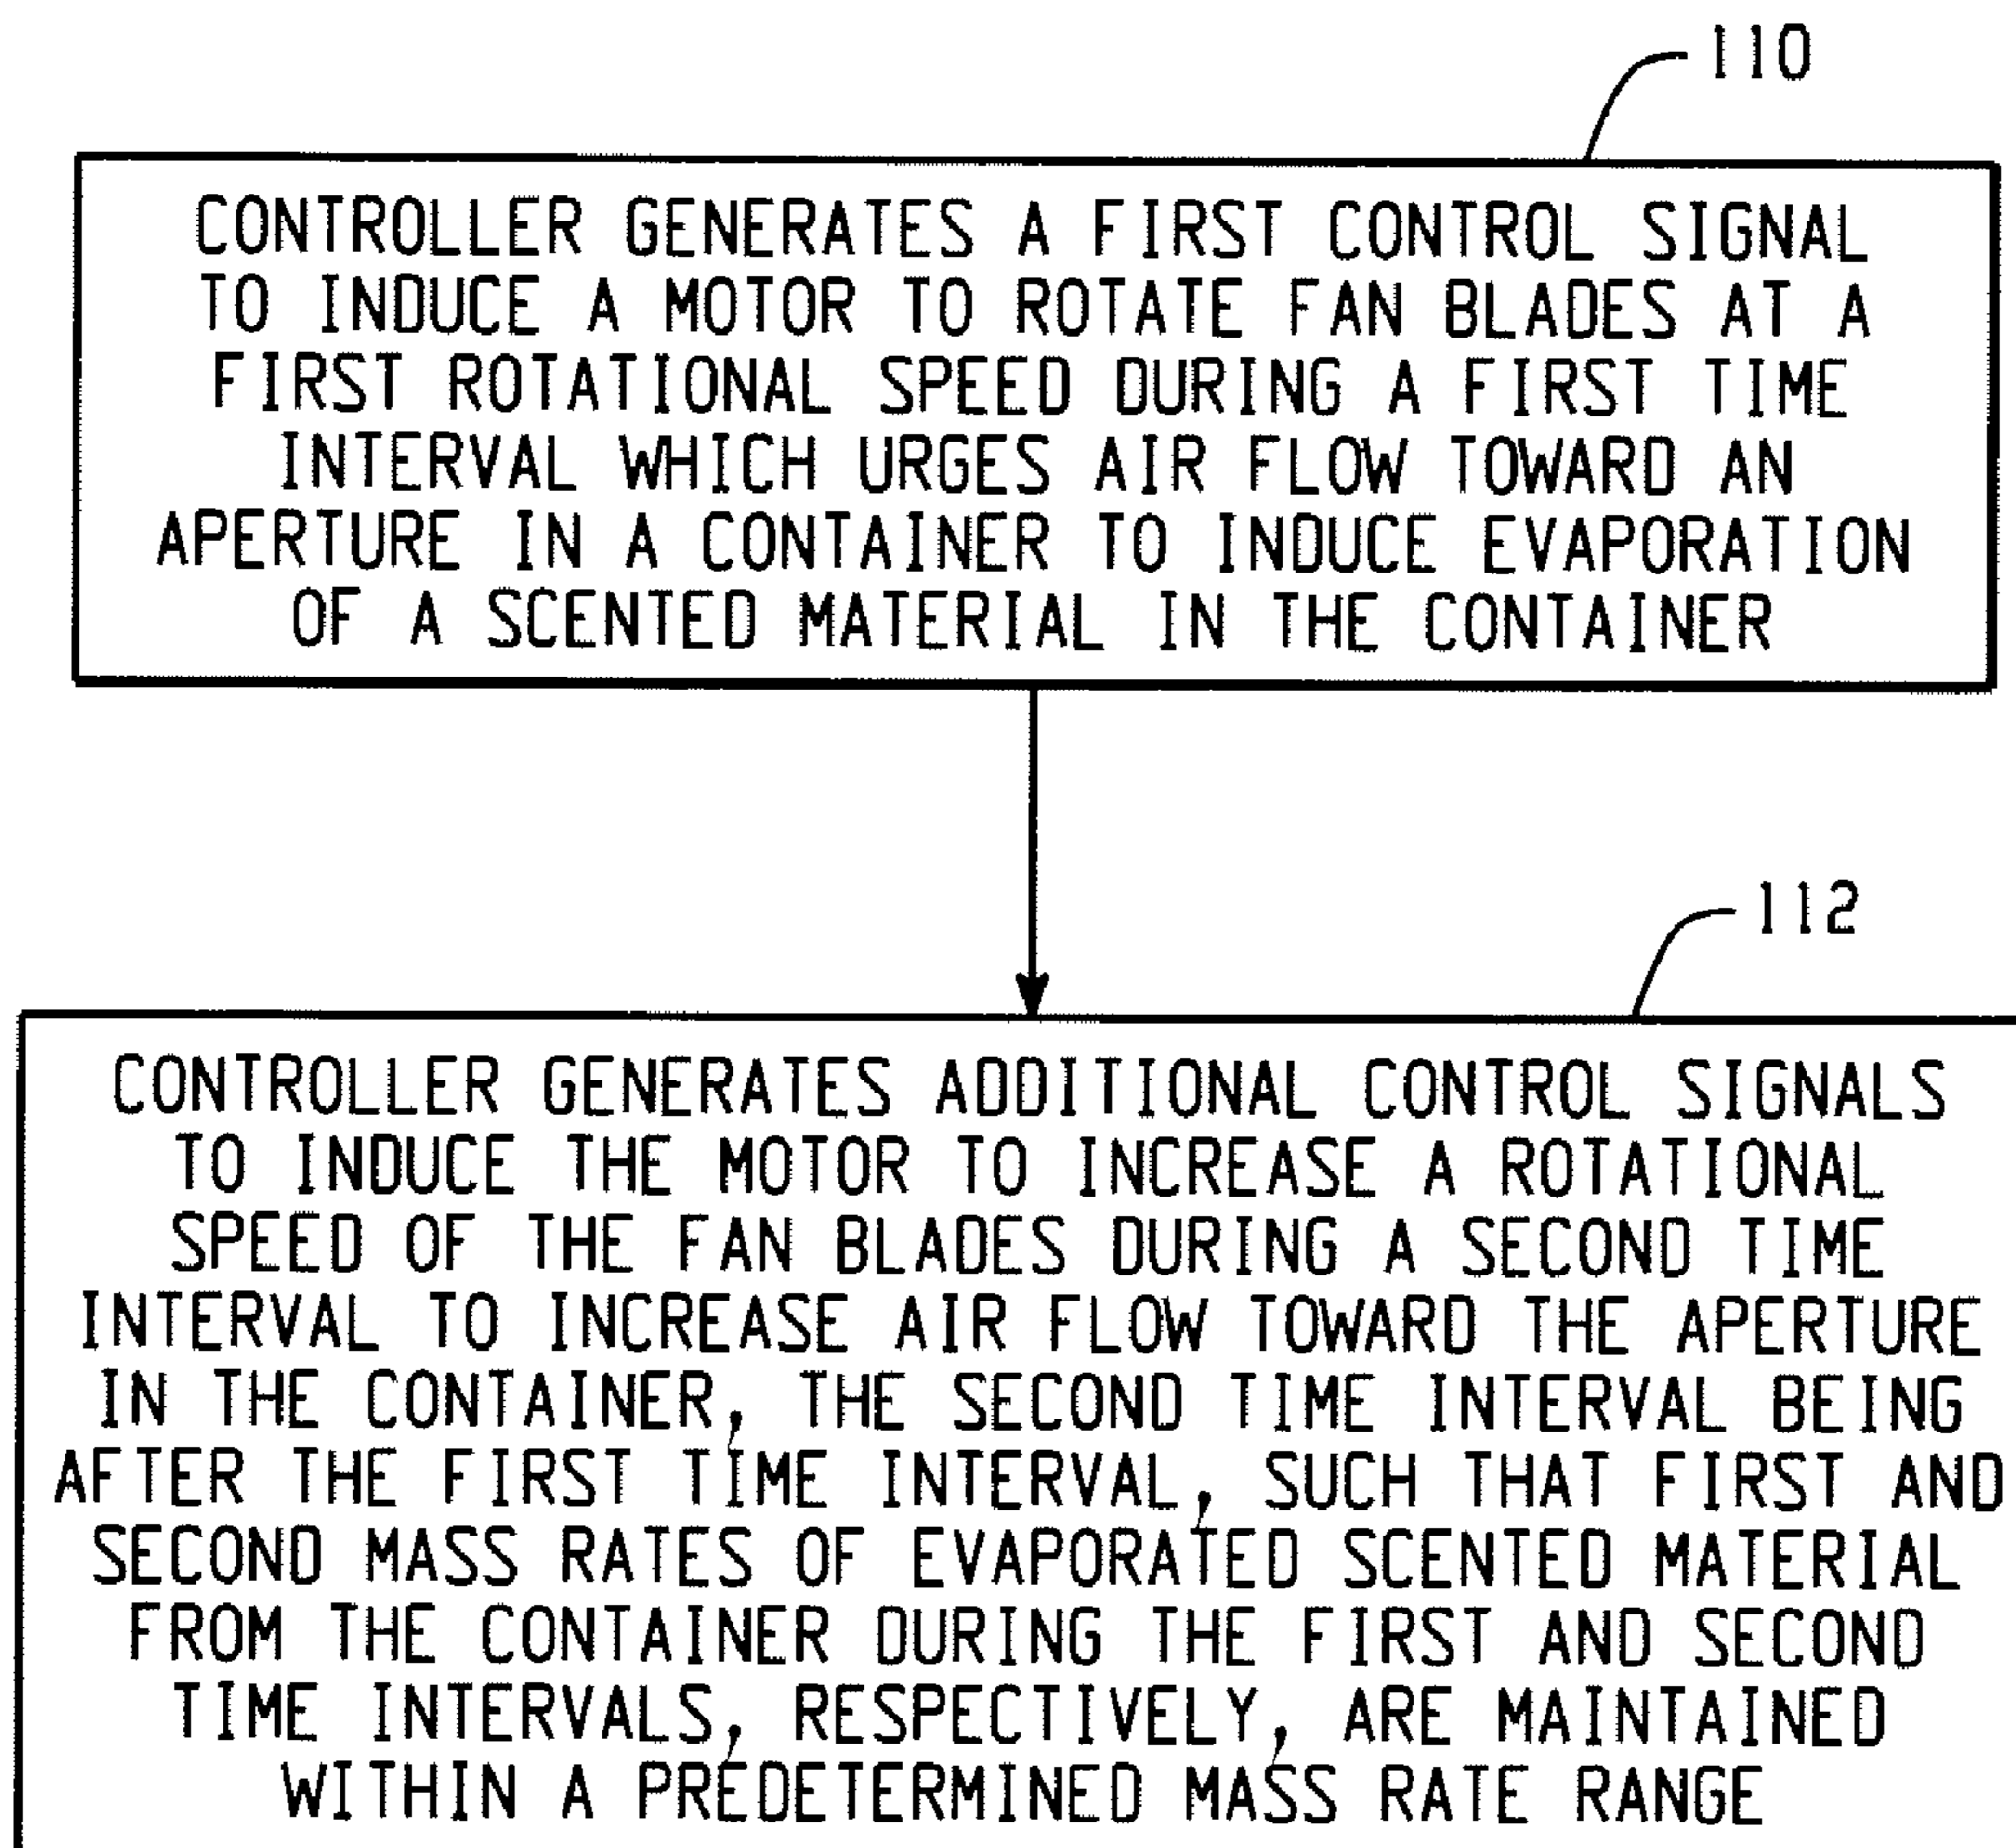 110
CONTROLLER GENERATES A FIRST CONTROL SIGNAL
TO INDUCE A MOTOR TO ROTATE FAN BLADES AT A
FIRST ROTATIONAL SPEED DURING A FIRST TIME
INTERVAL WHICH URGES AIR FLOW TOWARD AN
APERTURE IN A CONTAINER TO INDUCE EVAPORATION
OF A SCENTED MATERIAL IN THE CONTAINER
112
CONTROLLER GENERATES ADDITIONAL CONTROL SIGNALS
TO INDUCE THE MOTOR TO INCREASE A ROTATIONAL
SPEED OF THE FAN BLADES DURING A SECOND TIME
INTERVAL TO INCREASE AIR FLOW TOWARD THE APERTURE
IN THE CONTAINER, THE SECOND TIME INTERVAL BEING
AFTER THE FIRST TIME INTERVAL, SUCH THAT FIRST AND
SECOND MASS RATES OF EVAPORATED SCENTED MATERIAL
FROM THE CONTAINER DURING THE FIRST AND SECOND
TIME INTERVALS, RESPECTIVELY, ARE MAINTAINED
WITHIN A PREDETERMINED MASS RATE RANGE